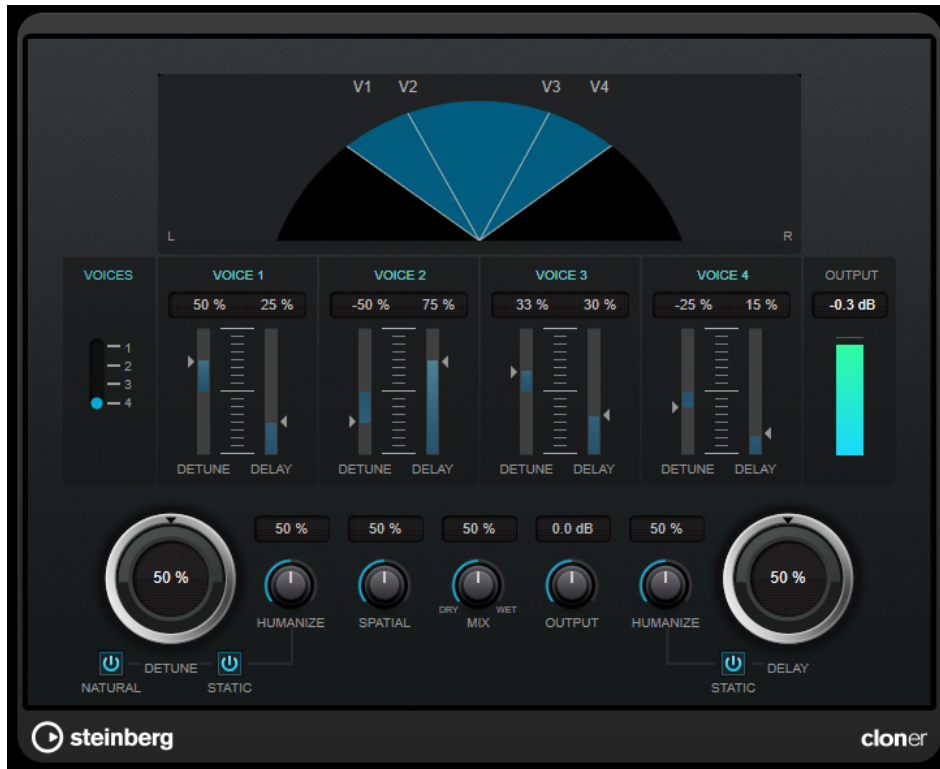 V1 V2 V3 V4
L R
VOICES VOICE 1 VOICE 2 VOICE 3 VOICE 4 OUTPUT
50 % 25 % -50 % 75 % 33 % 30 % -25 % 15 % -0.3 dB
1
2
3
4
DETUNE DELAY DETUNE DELAY DETUNE DELAY DETUNE DELAY
50 % 50 % 50 % 0.0 dB 50 %
50 % 50 %
DRY WET
HUMANIZE SPATIAL MIX OUTPUT HUMANIZE
DETUNE DELAY
NATURAL STATIC STATIC
steinberg cloner